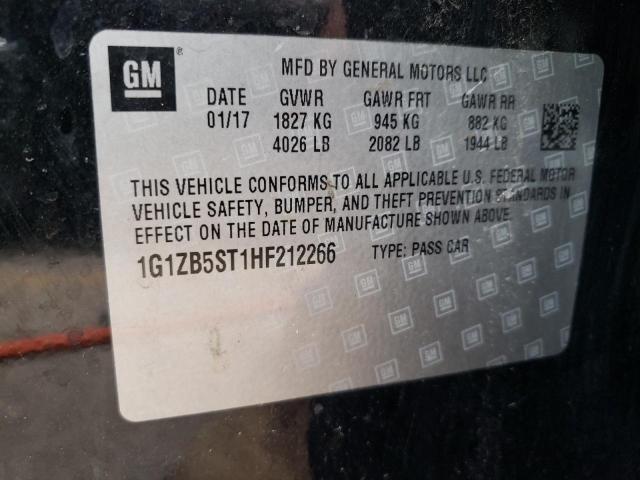 GM ®
MFD BY GENERAL MOTORS LLC
DATE GVWR GAWR FRT GAWR RR
01/17 1827 KG 945 KG 882 KG
4026 LB 2082 LB 1944 LB
THIS VEHICLE CONFORMS TO ALL APPLICABLE U.S. FEDERAL MOTOR
VEHICLE SAFETY, BUMPER, AND THEFT PREVENTION STANDARDS IN
EFFECT ON THE DATE OF MANUFACTURE SHOWN ABOVE.
1G1ZB5ST1HF212266 TYPE: PASS CAR